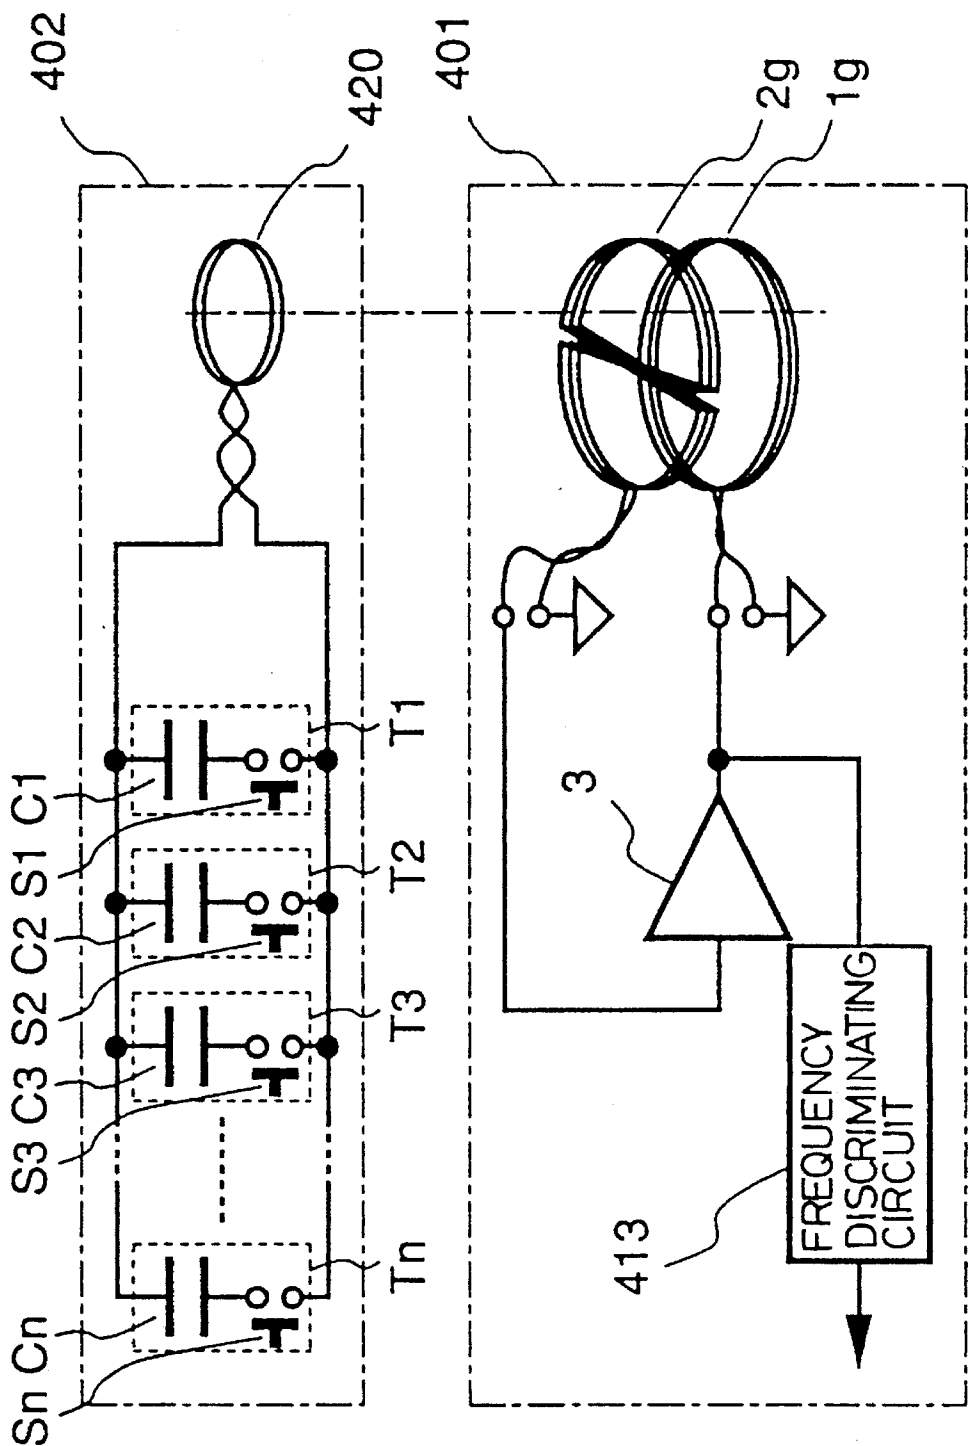 402
420
401
2g
1g
Sn
Cn
S3
C3
S2
C2
S1
C1
Tn
T3
T2
T1
3
413
FREQUENCY
DISCRIMINATING
CIRCUIT